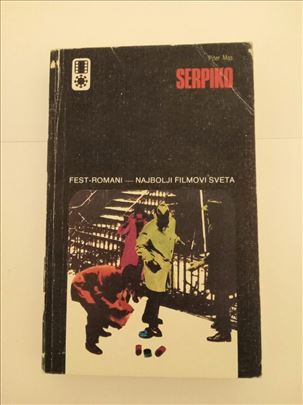 Piter Mas
SERPIKO
FEST-ROMANI — NAJBOLJI FILMOVI SVETA